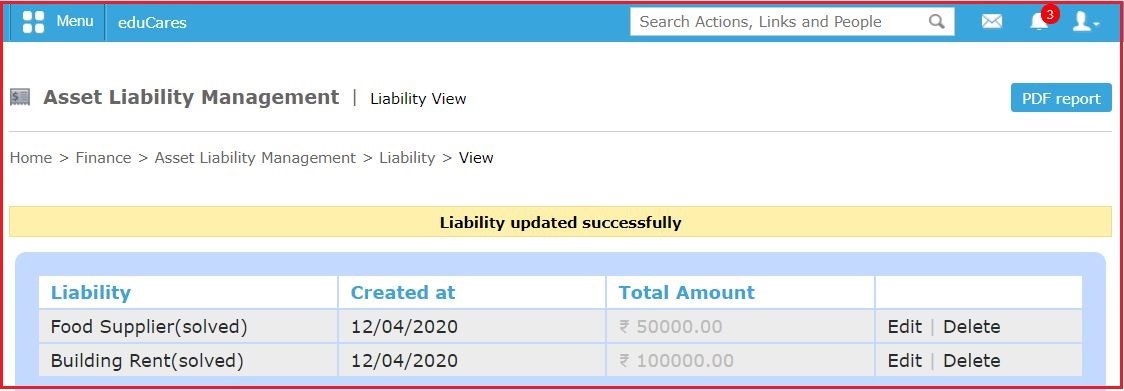 Menu eduCares Search Actions, Links and People 3
Asset Liability Management | Liability View PDF report
Home > Finance > Asset Liability Management > Liability > View
Liability updated successfully
Liability Created at Total Amount
Food Supplier(solved) 12/04/2020 ₹ 50000.00 Edit | Delete
Building Rent(solved) 12/04/2020 ₹ 100000.00 Edit | Delete